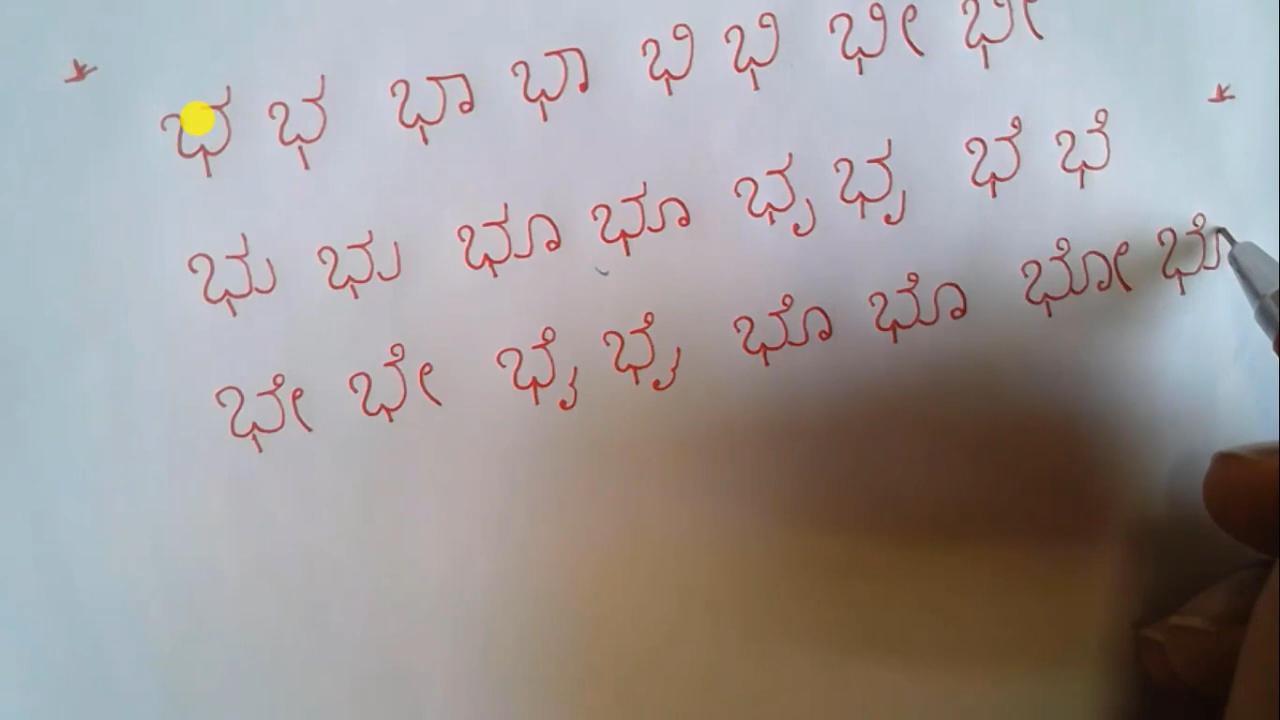 ಭ ಭ ಭಾ ಭಾ ಭಿ ಭಿ ಭೀ ಭೀ
ಭು ಭು ಭೂ ಭೂ ಭೃ ಭೃ ಭೆ ಭೆ
ಭೇ ಭೇ ಭೈ ಭೈ ಭೊ ಭೊ ಭೋ